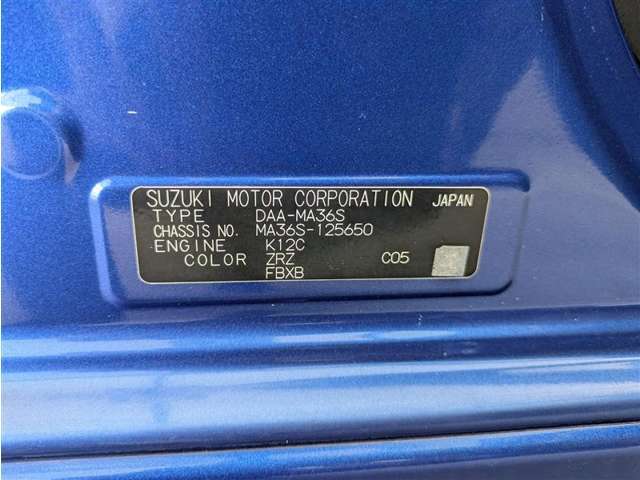 SUZUKI MOTOR CORPORATION JAPAN
TYPE DAA-MA36S
CHASSIS NO. MA36S-125650
ENGINE K12C
COLOR ZRZ C05
FBXB